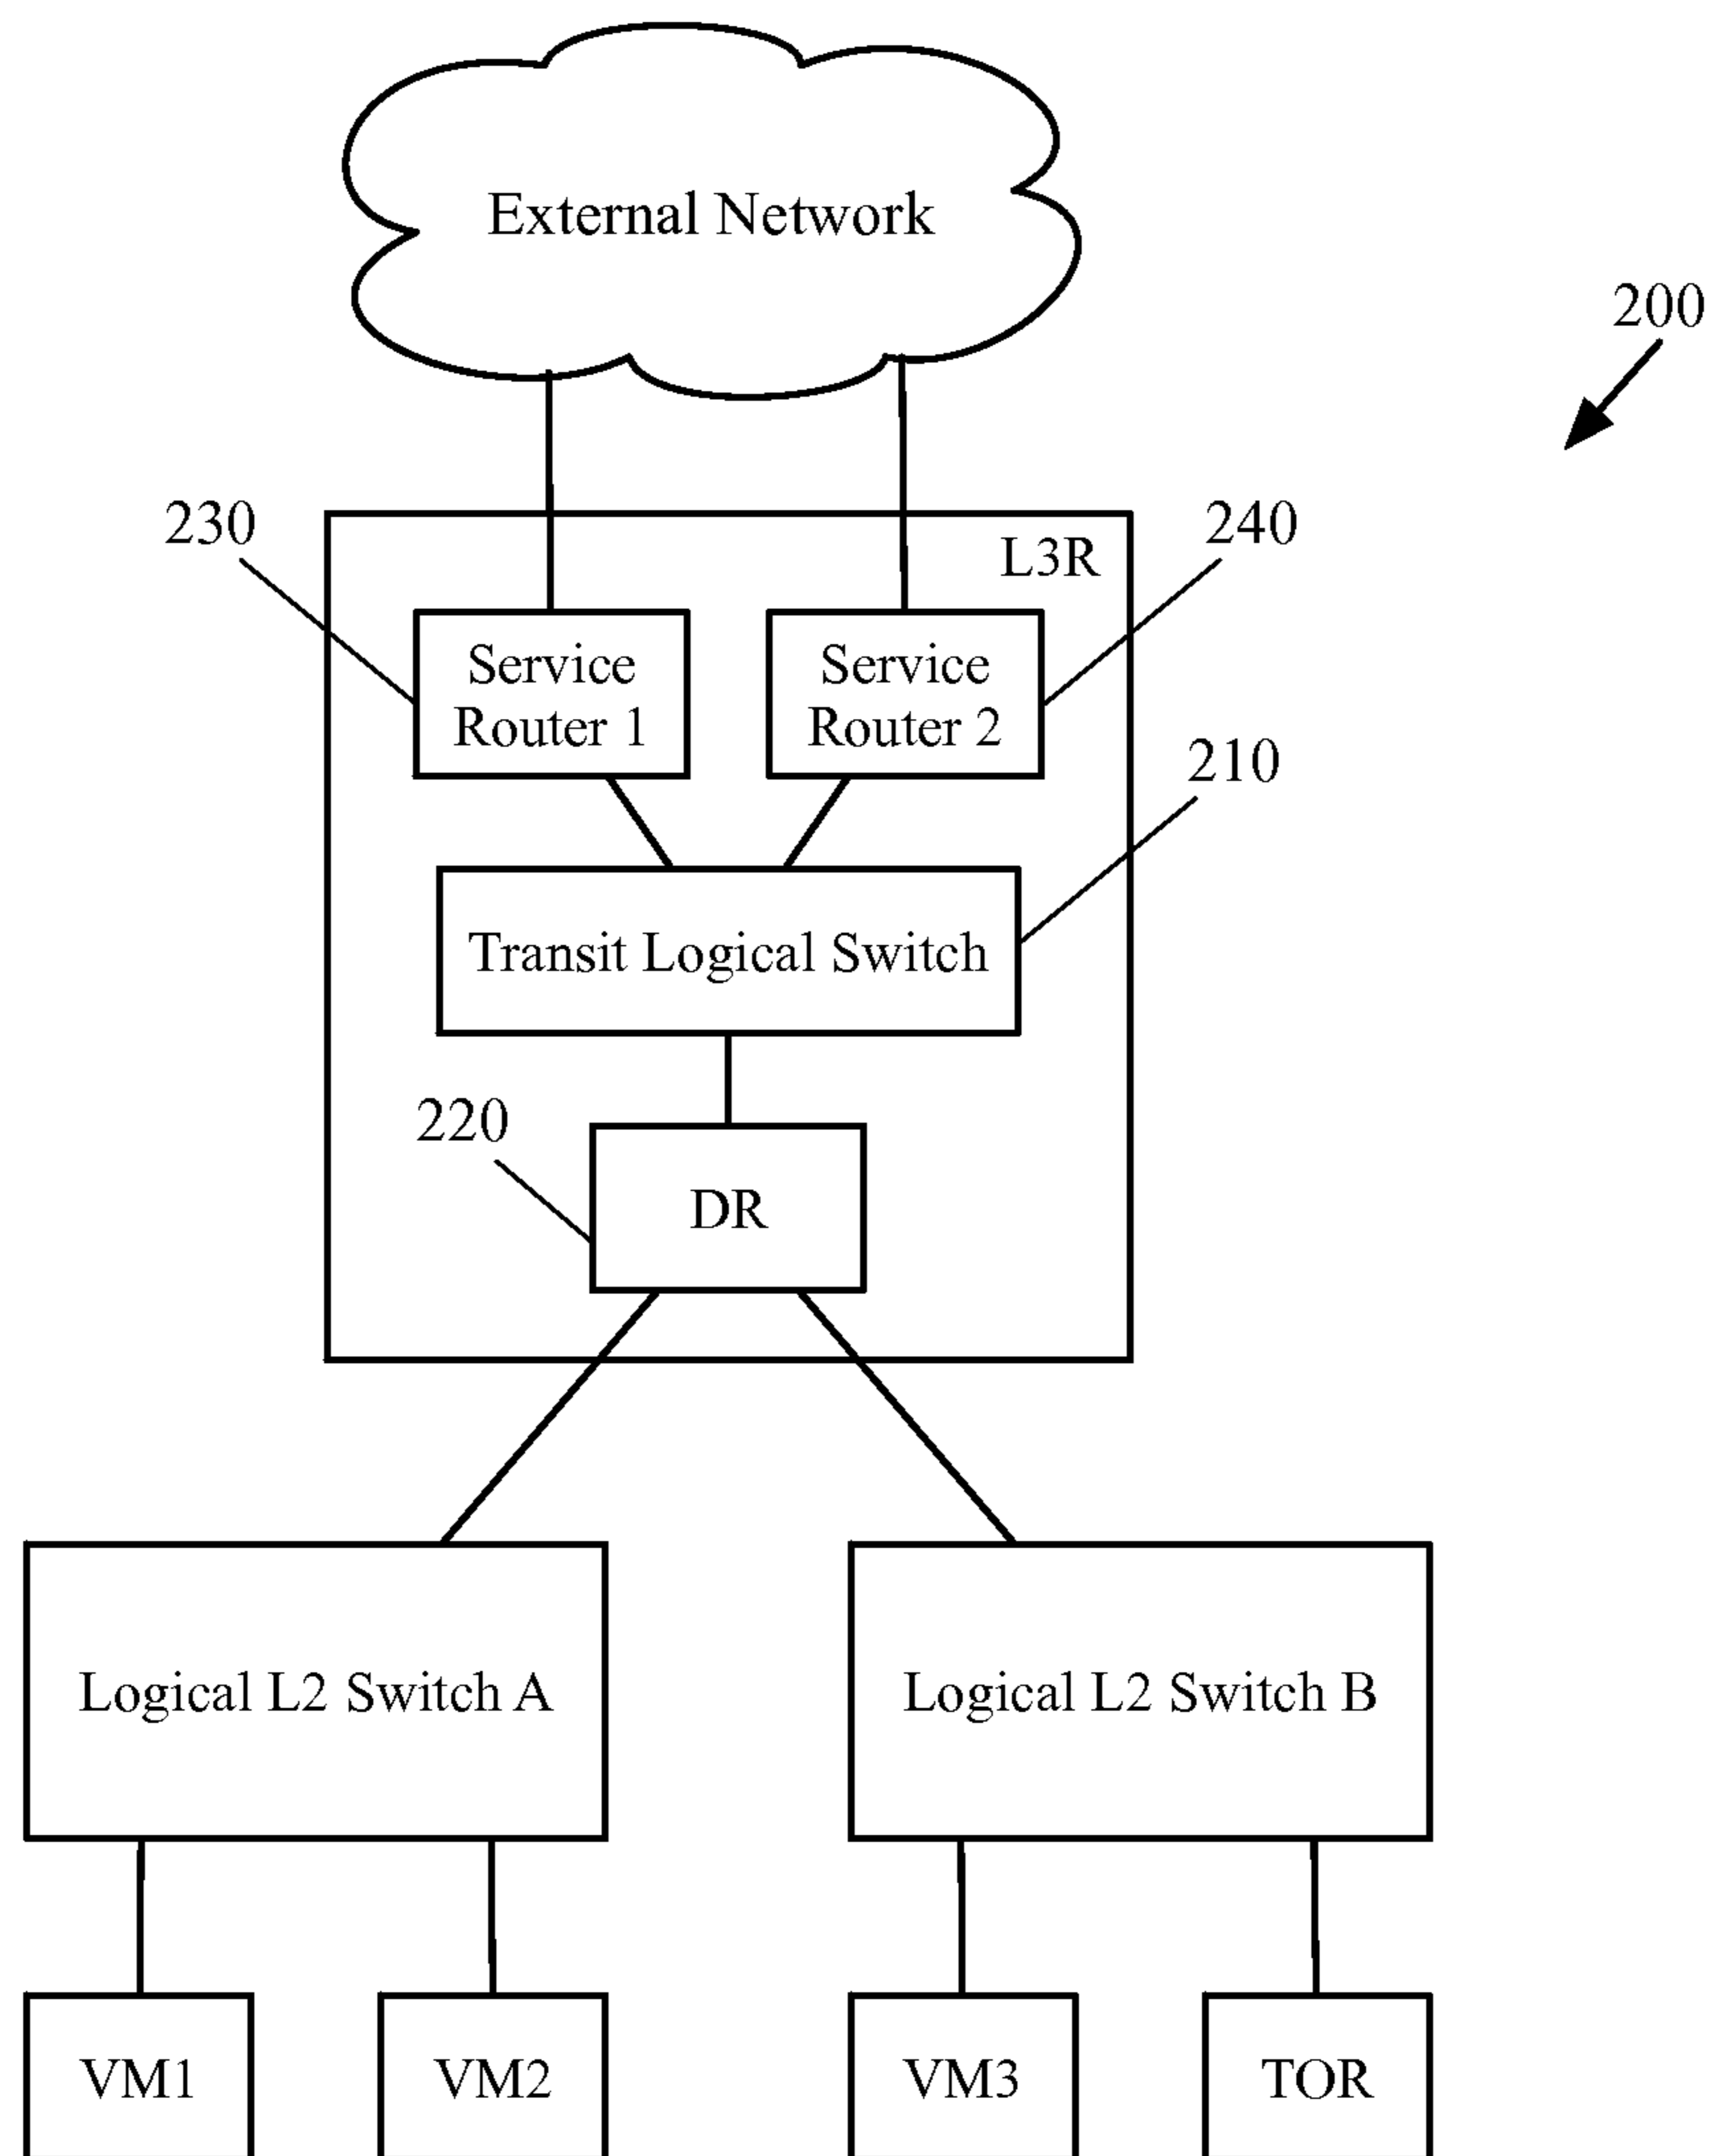 External Network
200
230
L3R
240
Service
Router 1
Service
Router 2
210
Transit Logical Switch
220
DR
Logical L2 Switch A
Logical L2 Switch B
VM1
VM2
VM3
TOR